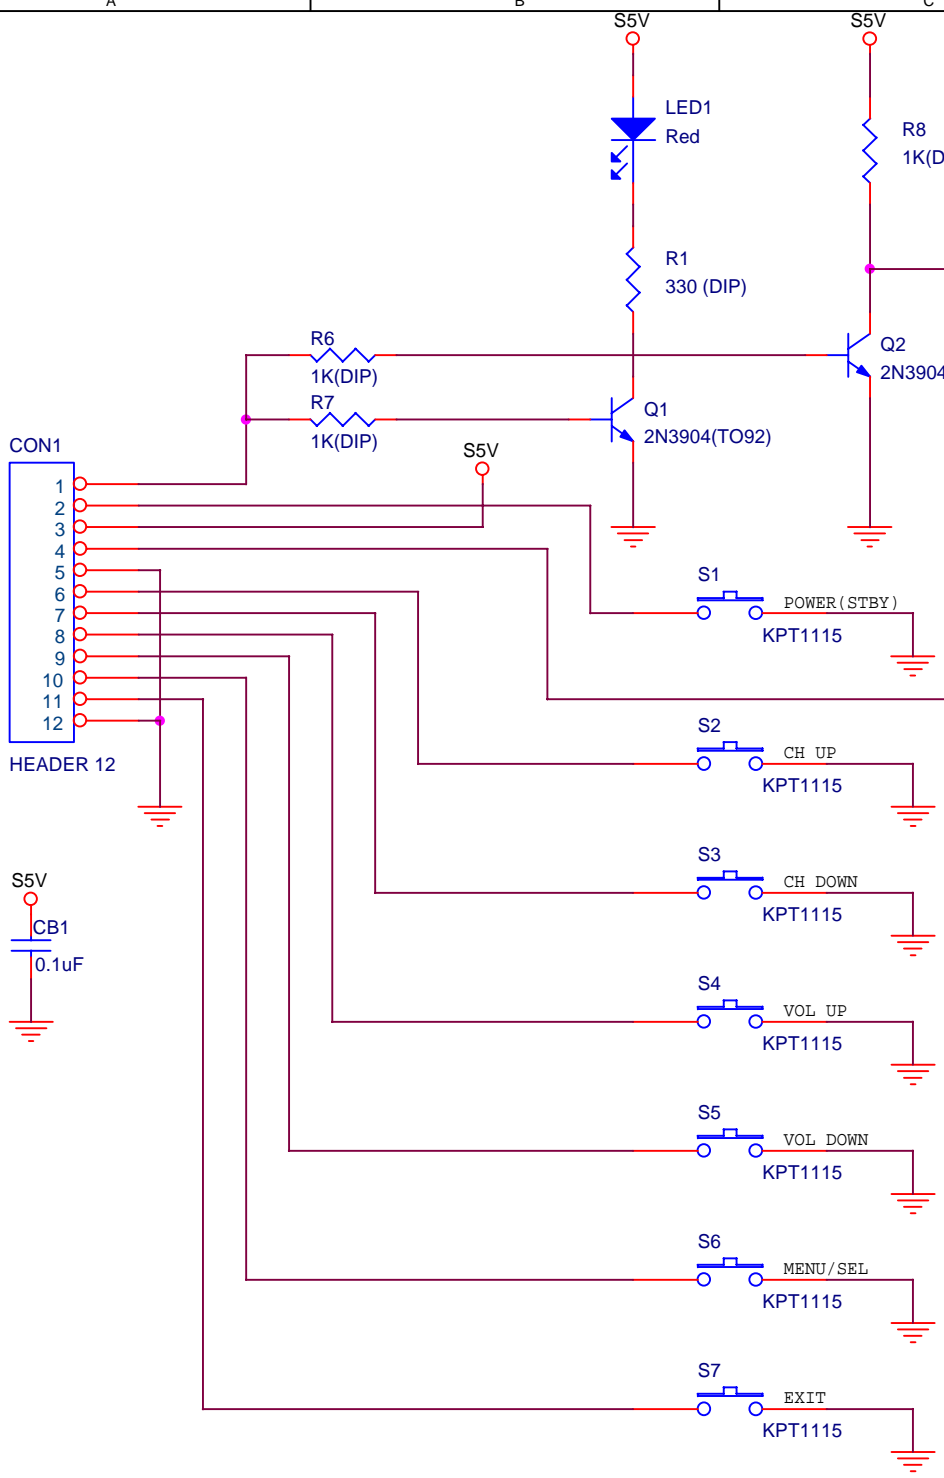 A B C
S5V S5V
LED1
Red
R8
1K(D
R1
330 (DIP)
R6
1K(DIP)
Q2
2N3904
R7
1K(DIP)
Q1
2N3904(TO92)
CON1
S5V
1
2
3
4
5
6
7
8
9
10
11
12
HEADER 12
S1
POWER(STBY)
KPT1115
S2
CH UP
KPT1115
S3
CH DOWN
KPT1115
S5V
CB1
0.1uF
S4
VOL UP
KPT1115
S5
VOL DOWN
KPT1115
S6
MENU/SEL
KPT1115
S7
EXIT
KPT1115